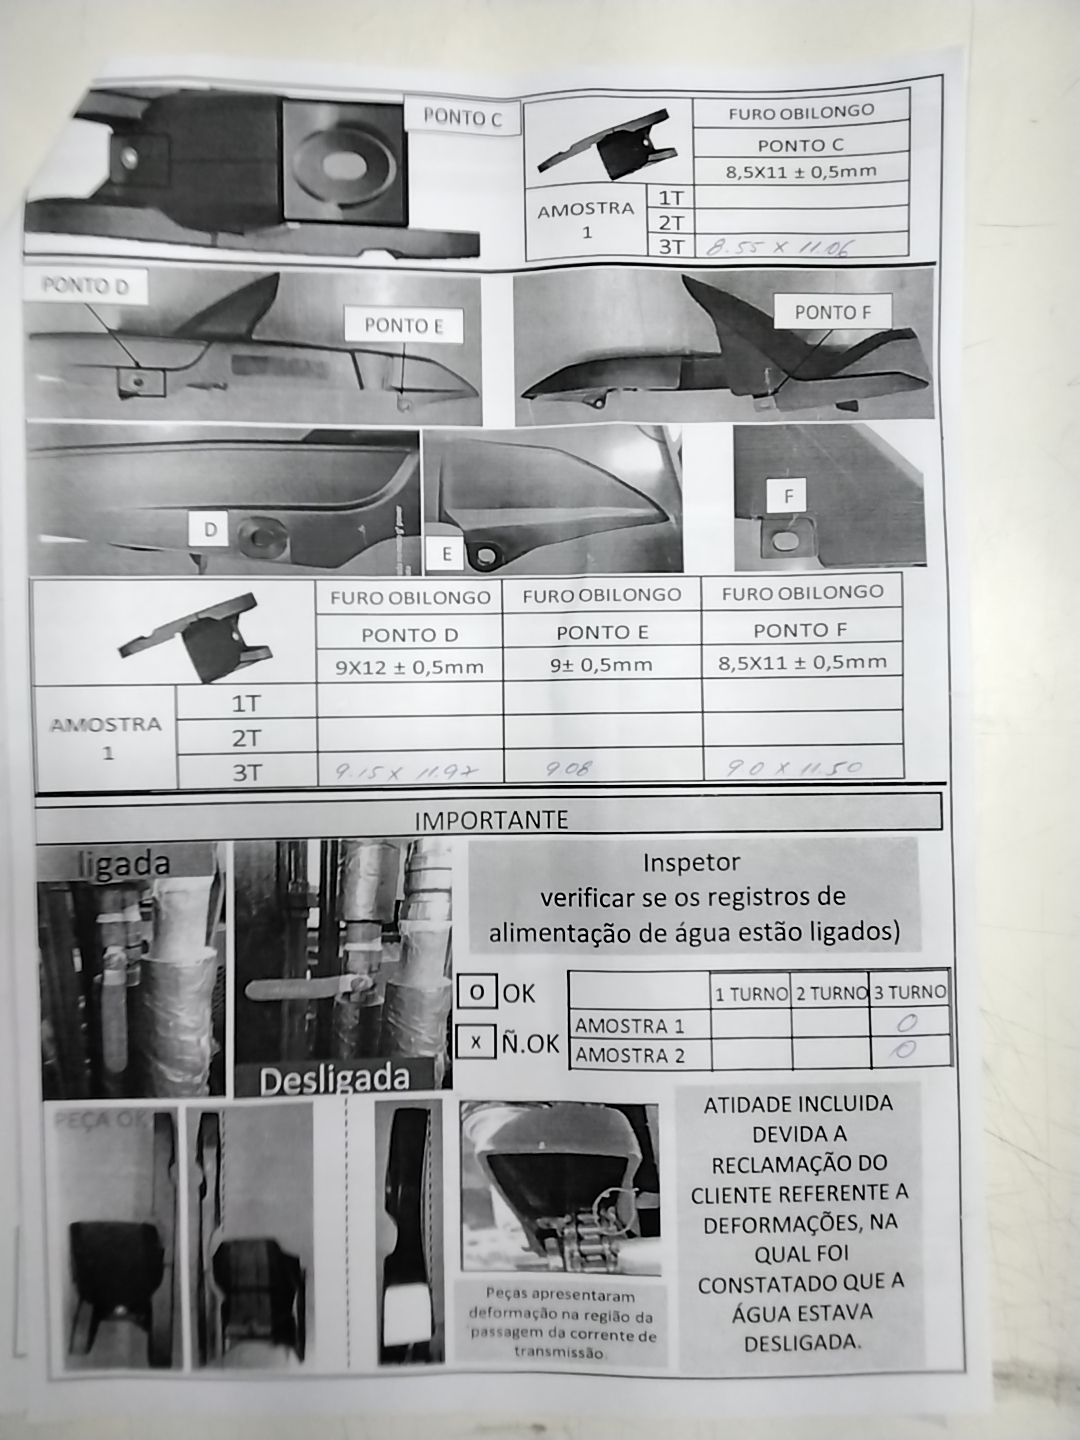 PONTO C
FURO OBILONGO
PONTO C
8,5X11 ± 0,5mm
AMOSTRA
1
1T
2T
3T 8.55 X 11.06
PONTO D
PONTO E
PONTO F
D
E
F
FURO OBILONGO FURO OBILONGO FURO OBILONGO
PONTO D PONTO E PONTO F
9X12 ± 0,5mm 9± 0,5mm 8,5X11 ± 0,5mm
AMOSTRA
1
1T
2T
3T 9.15 X 11.97 9.08 9.0 X 11.50
IMPORTANTE
ligada
Desligada
Inspetor
verificar se os registros de
alimentação de água estão ligados)
O OK
X Ñ.OK
1 TURNO 2 TURNO 3 TURNO
AMOSTRA 1 O
AMOSTRA 2 O
PEÇA OK
Peças apresentaram
deformação na região da
passagem da corrente de
transmissão.
ATIDADE INCLUIDA
DEVIDA A
RECLAMAÇÃO DO
CLIENTE REFERENTE A
DEFORMAÇÕES, NA
QUAL FOI
CONSTATADO QUE A
ÁGUA ESTAVA
DESLIGADA.